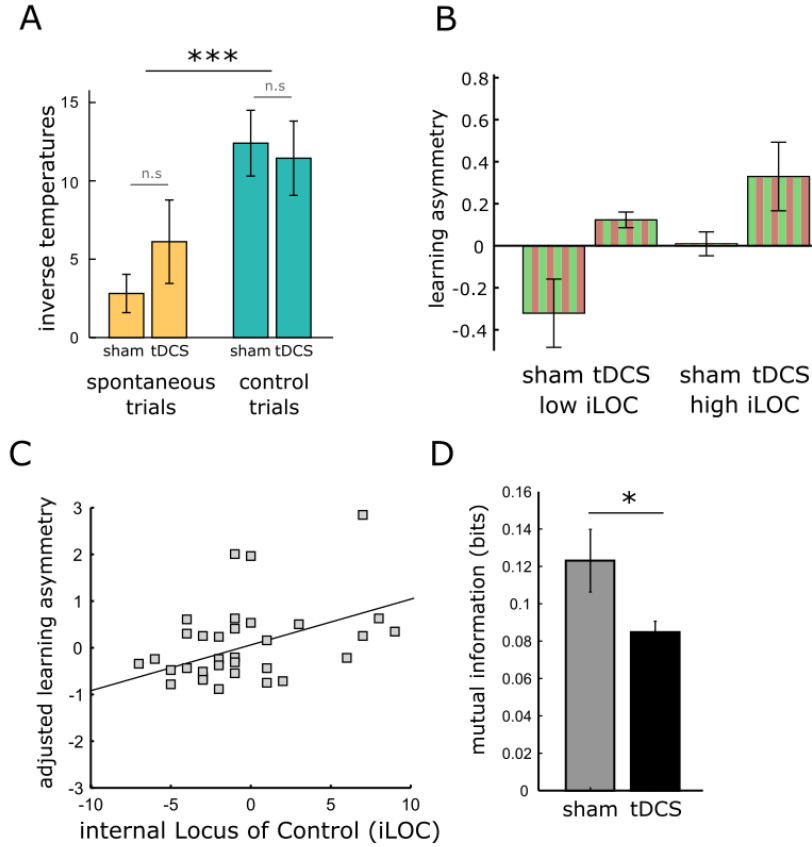 A
***
n.s
n.s
inverse temperatures
15
10
5
0
sham tDCS
sham tDCS
spontaneous trials
control trials
B
learning asymmetry
0.8
0.6
0.4
0.2
0
-0.2
-0.4
sham tDCS
low iLOC
sham tDCS
high iLOC
C
adjusted learning asymmetry
3
2
1
0
-1
-2
-3
-10
-5
0
5
10
internal Locus of Control (iLOC)
D
*
mutual information (bits)
0.16
0.14
0.12
0.1
0.08
0.06
0.04
0.02
0
sham tDCS